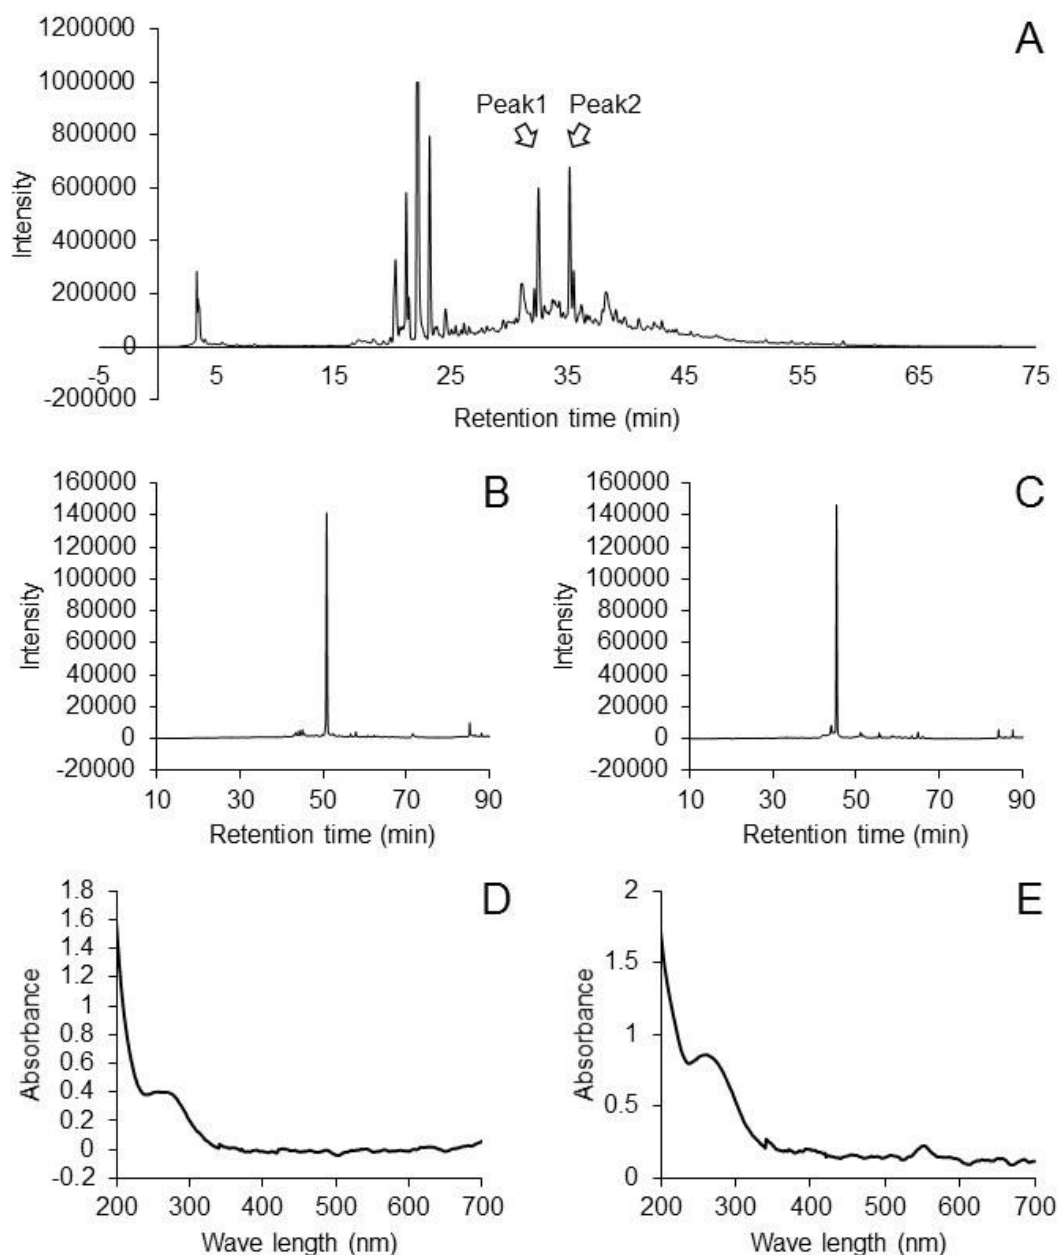 A
1200000
1000000
800000
600000
400000
200000
0
-200000
Intensity
Peak1 Peak2
-5 5 15 25 35 45 55 65 75
Retention time (min)
B
160000
140000
120000
100000
80000
60000
40000
20000
0
-20000
Intensity
10 30 50 70 90
Retention time (min)
C
160000
140000
120000
100000
80000
60000
40000
20000
0
-20000
Intensity
10 30 50 70 90
Retention time (min)
D
1.8
1.6
1.4
1.2
1
0.8
0.6
0.4
0.2
0
-0.2
Absorbance
200 300 400 500 600 700
Wave length (nm)
E
2
1.5
1
0.5
0
Absorbance
200 300 400 500 600 700
Wave length (nm)